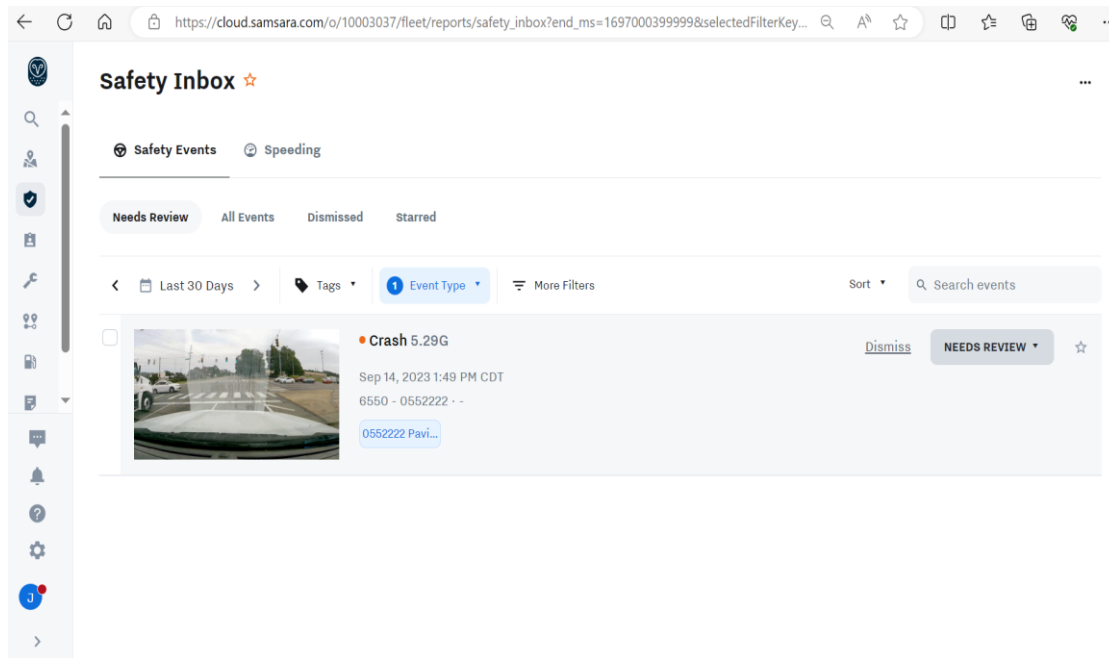 https://cloud.samsara.com/o/10003037/fleet/reports/safety_inbox?end_ms=1697000399999&selectedFilterKey...
Safety Inbox
Safety Events Speeding
Needs Review All Events Dismissed Starred
Last 30 Days Tags 1 Event Type More Filters Sort Search events
Crash 5.29G Dismiss NEEDS REVIEW
Sep 14, 2023 1:49 PM CDT
6550 - 0552222 · -
0552222 Pavi...
J